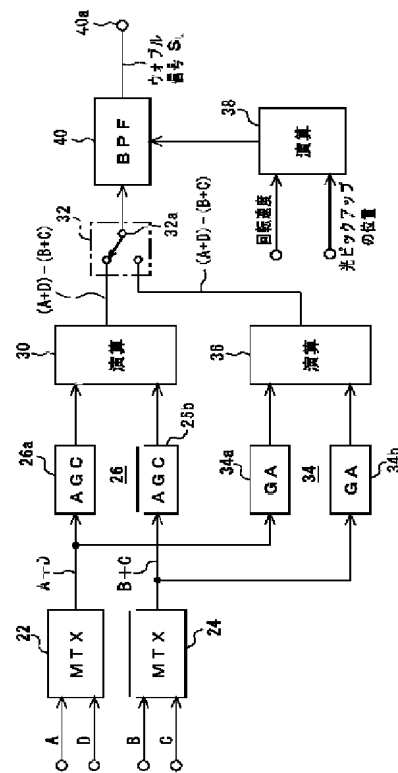 A
D
B
C
22
MTX
MTX
24
A+D
B+C
26a
AGC
26
AGC
26b
34a
GA
34
GA
34b
30
演算
36
演算
(A+D)-(B+C)
(A+D)-(B+C)
32
32a
40
BPF
ウォブル
信号 S
40a
38
演算
回転速度
光ピックアップ
の位置